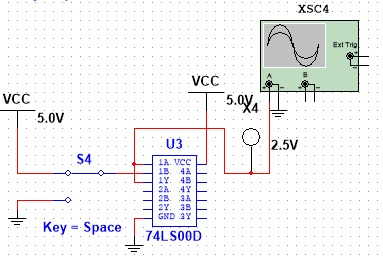 XSC4
Ext Trig
A B
VCC
5.0V
VCC
5.0V
X4
2.5V
S4
Key = Space
U3
1A VCC
1B 4A
1Y 4B
2A 4Y
2B 3A
2Y 3B
GND 3Y
74LS00D